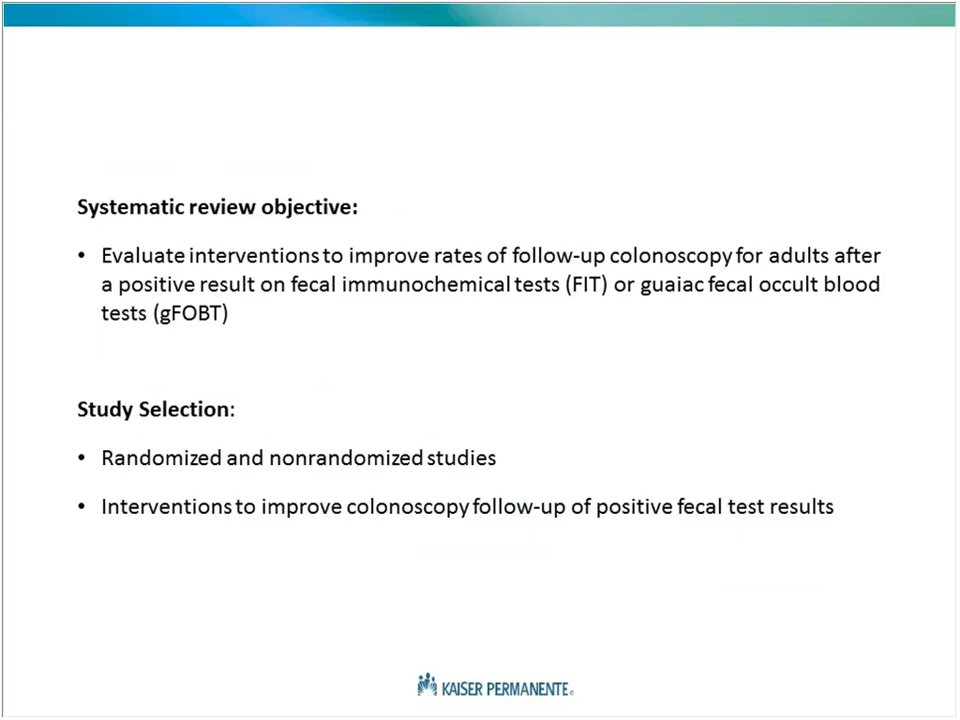 Systematic review objective:
• Evaluate interventions to improve rates of follow-up colonoscopy for adults after
a positive result on fecal immunochemical tests (FIT) or guaiac fecal occult blood
tests (gFOBT)
Study Selection:
• Randomized and nonrandomized studies
• Interventions to improve colonoscopy follow-up of positive fecal test results
KAISER PERMANENTE®